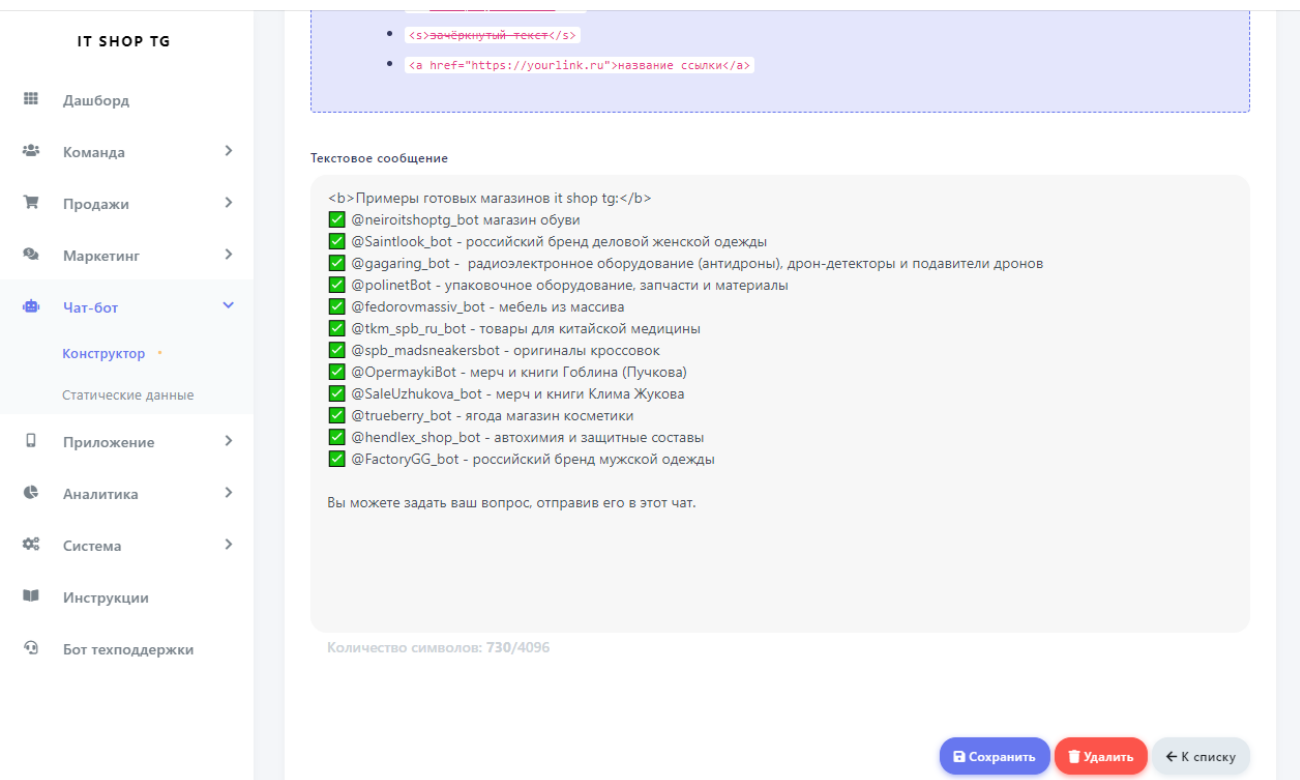 IT SHOP TG
Дашборд
Команда
Продажи
Маркетинг
Чат-бот
Конструктор
Статические данные
Приложение
Аналитика
Система
Инструкции
Бот техподдержки
<s>зачёркнутый текст</s>
<a href="https://yourlink.ru">название ссылки</a>
Текстовое сообщение
<b>Примеры готовых магазинов it shop tg:</b>
✅ @neiroitshoptg_bot магазин обуви
✅ @Saintlook_bot - российский бренд деловой женской одежды
✅ @gagaring_bot -  радиоэлектронное оборудование (антидроны), дрон-детекторы и подавители дронов
✅ @polinetBot - упаковочное оборудование, запчасти и материалы
✅ @fedorovmassiv_bot - мебель из массива
✅ @tkm_spb_ru_bot - товары для китайской медицины
✅ @spb_madsneakersbot - оригиналы кроссовок
✅ @OpermaykiBot - мерч и книги Гоблина (Пучкова)
✅ @SaleUzhukova_bot - мерч и книги Клима Жукова
✅ @trueberry_bot - ягода магазин косметики
✅ @hendlex_shop_bot - автохимия и защитные составы
✅ @FactoryGG_bot - российский бренд мужской одежды
Вы можете задать ваш вопрос, отправив его в этот чат.
Количество символов: 730/4096
Сохранить
Удалить
К списку